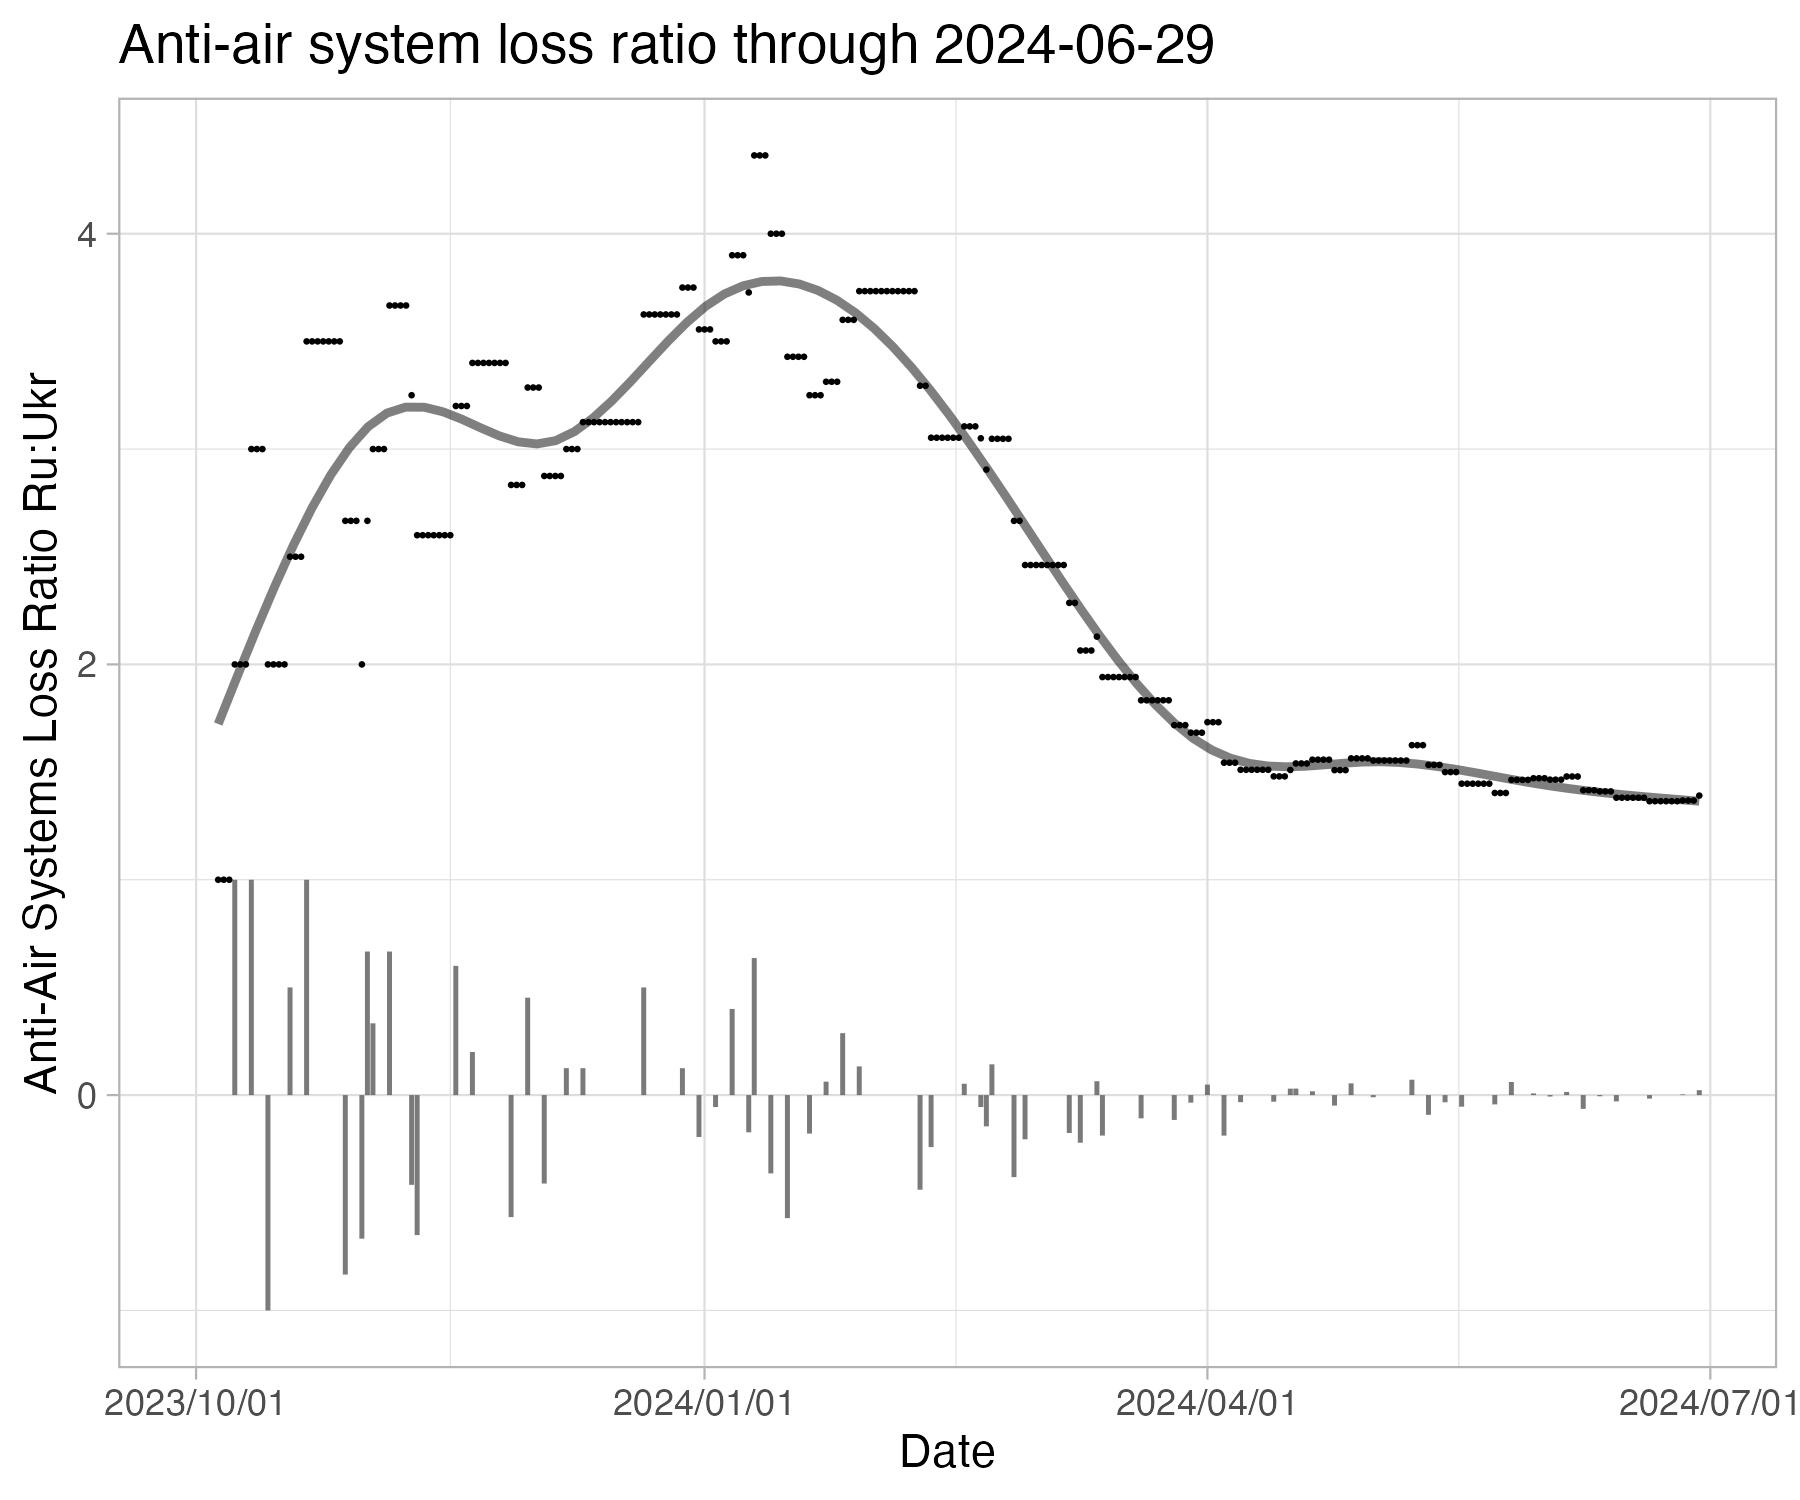 Anti-air system loss ratio through 2024-06-29
Anti-Air Systems Loss Ratio Ru:Ukr
4
2
0
2023/10/01
2024/01/01
2024/04/01
2024/07/01
Date